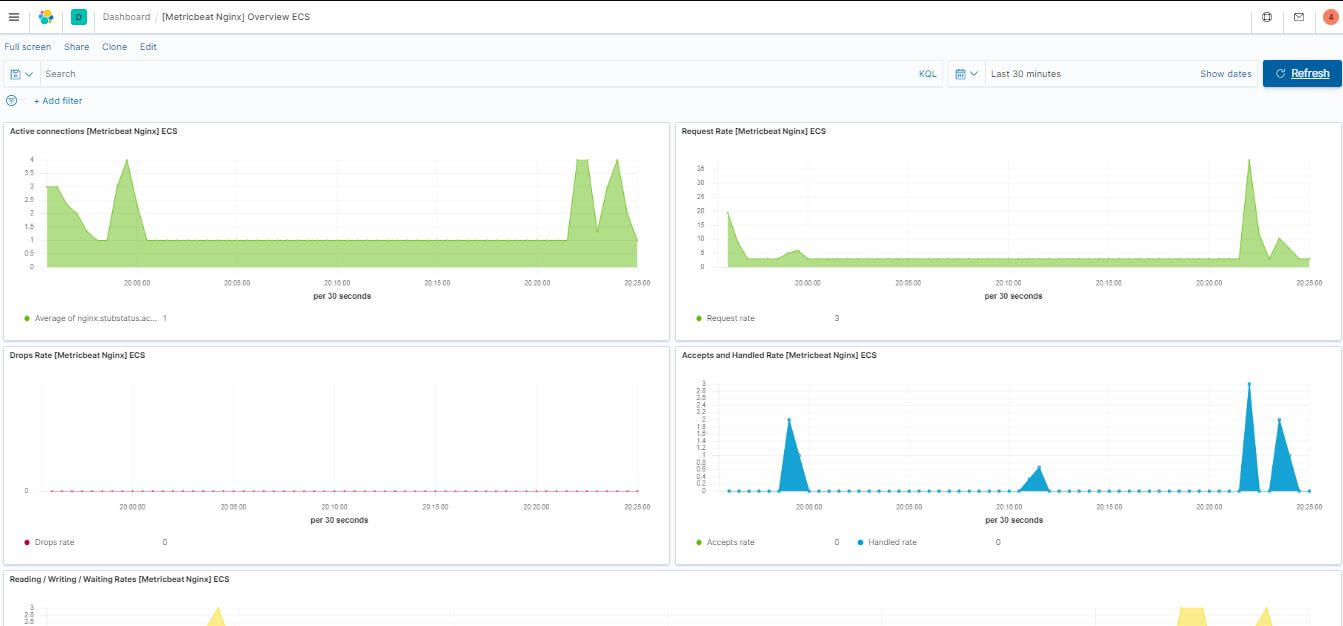 D Dashboard / [Metricbeat Nginx] Overview ECS 4
Full screen Share Clone Edit
Search KQL Last 30 minutes Show dates Refresh
+ Add filter
Active connections [Metricbeat Nginx] ECS
4
3.5
3
2.5
2
1.5
1
0.5
0
20:00:00 20:05:00 20:10:00 20:15:00 20:20:00 20:25:00
per 30 seconds
Average of nginx.stubstatus.ac... 1
Request Rate [Metricbeat Nginx] ECS
35
30
25
20
15
10
5
0
20:00:00 20:05:00 20:10:00 20:15:00 20:20:00 20:25:00
per 30 seconds
Request rate 3
Drops Rate [Metricbeat Nginx] ECS
0
20:00:00 20:05:00 20:10:00 20:15:00 20:20:00 20:25:00
per 30 seconds
Drops rate 0
Accepts and Handled Rate [Metricbeat Nginx] ECS
3
2.8
2.6
2.4
2.2
2
1.8
1.6
1.4
1.2
1
0.8
0.6
0.4
0.2
0
20:00:00 20:05:00 20:10:00 20:15:00 20:20:00 20:25:00
per 30 seconds
Accepts rate 0 Handled rate 0
Reading / Writing / Waiting Rates [Metricbeat Nginx] ECS
3
2.8
2.6